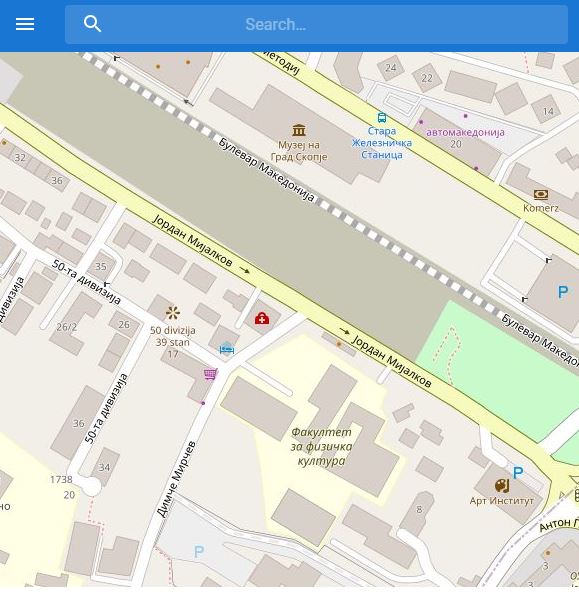 Search...
Методиј
24
22
14
Стара
Железничка
Станица
автомакедонија
20
Музеј на
Град Скопје
Булевар Македонија
Komerz
32
36
Јордан Мијалков
50-та дивизија
35
дивизија
P
Булевар Македонија
26/2
26
50 divizija
39 stan
17
Јордан Мијалков
50-та дивизија
36
34
1738
20
Факултет
за физичка
култура
Димче Мирчев
P
Арт Институт
8
P
Антон П
3
но